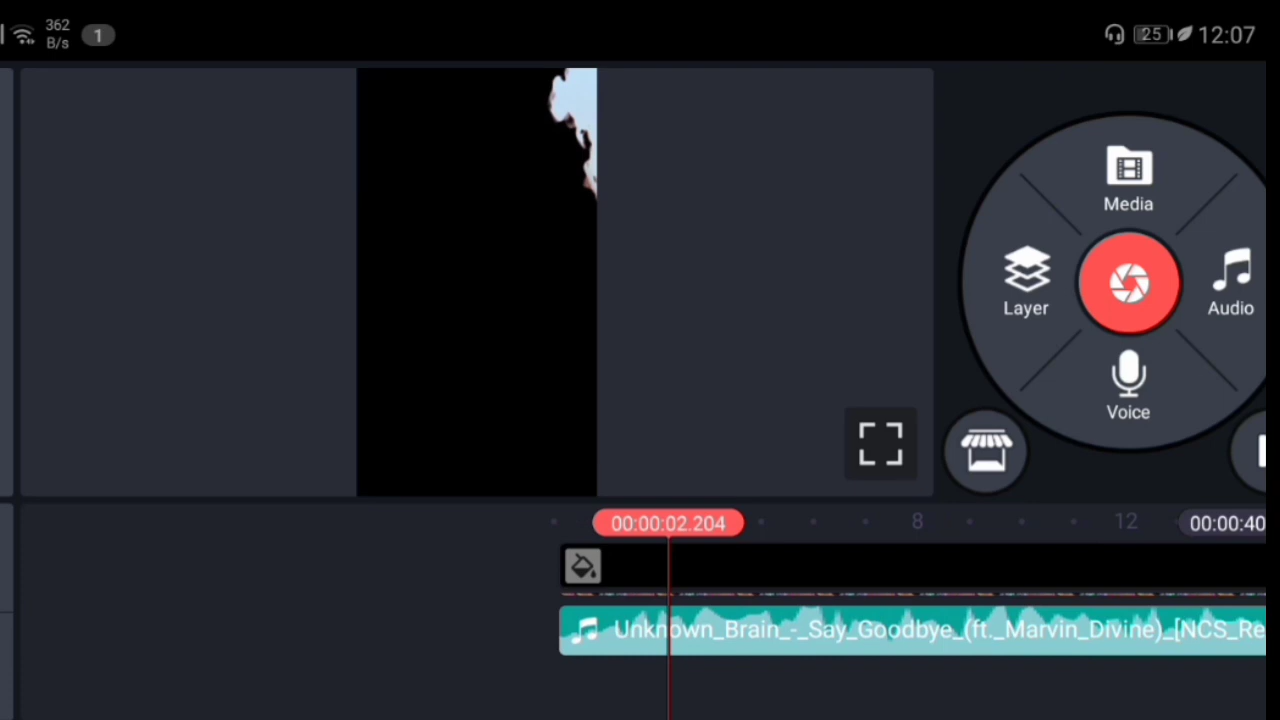 362
B/s
1
25
12:07
Media
Layer
Audio
Voice
00:00:02.204
8
12
00:00:40
Unknown_Brain_-_Say_Goodbye_(ft._Marvin_Divine)_[NCS_Re